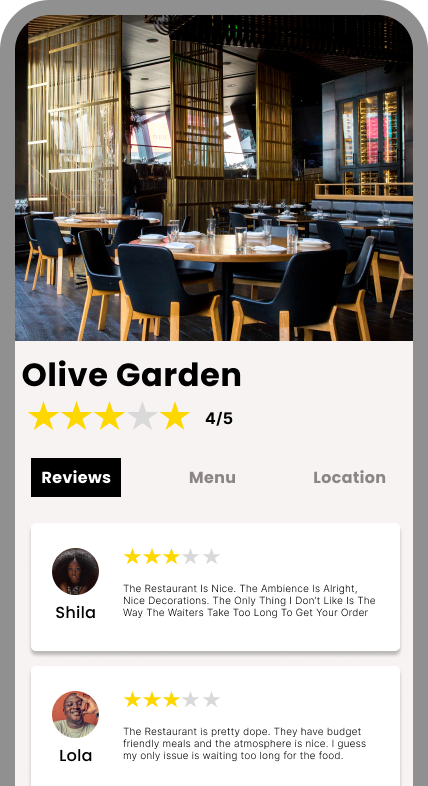 Olive Garden
4/5
Reviews Menu Location
The Restaurant Is Nice. The Ambience Is Alright,
Nice Decorations. The Only Thing I Don't Like Is The
Way The Waiters Take Too Long To Get Your Order
Shila
The Restaurant is pretty dope. They have budget
friendly meals and the atmosphere is nice. I guess
my only issue is waiting too long for the food.
Lola